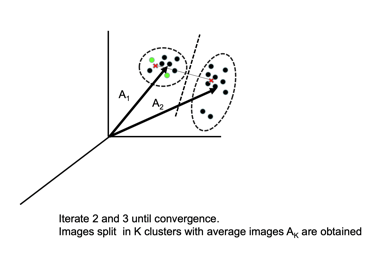 A1
A2
Iterate 2 and 3 until convergence.
Images split in K clusters with average images AK are obtained